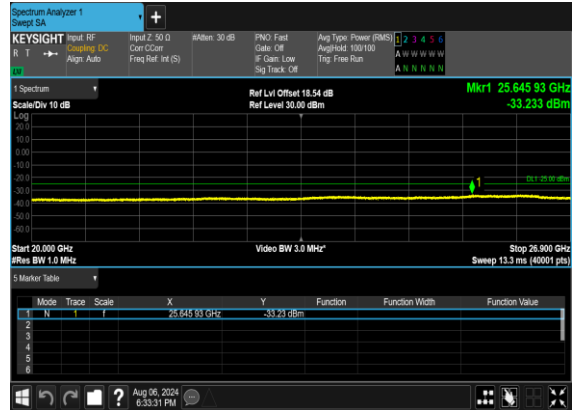 Spectrum Analyzer 1
Swept SA
+
KEYSIGHT Input: RF Input Z: 50 Ω #Atten: 30 dB PNO: Fast Avg Type: Power (RMS) 1 2 3 4 5 6
R T Coupling: DC Corr CCorr Gate: Off Avg|Hold: 100/100 A W W W W W
Align: Auto Freq Ref: Int (S) IF Gain: Low Trig: Free Run
Sig Track: Off A N N N N N
1 Spectrum Ref Lvl Offset 18.54 dB Mkr1 25.645 93 GHz
Scale/Div 10 dB Ref Level 30.00 dBm -33.233 dBm
Log
20.0
10.0
0.00
-10.0
-20.0
1 DL1 -25.00 dBm
-30.0
-40.0
-50.0
-60.0
Start 20.000 GHz Video BW 3.0 MHz* Stop 26.900 GHz
#Res BW 1.0 MHz Sweep 13.3 ms (40001 pts)
5 Marker Table
Mode Trace Scale X Y Function Function Width Function Value
1 N 1 f 25.645 93 GHz -33.23 dBm
2
3
4
5
6
? Aug 06, 2024
6:33:31 PM